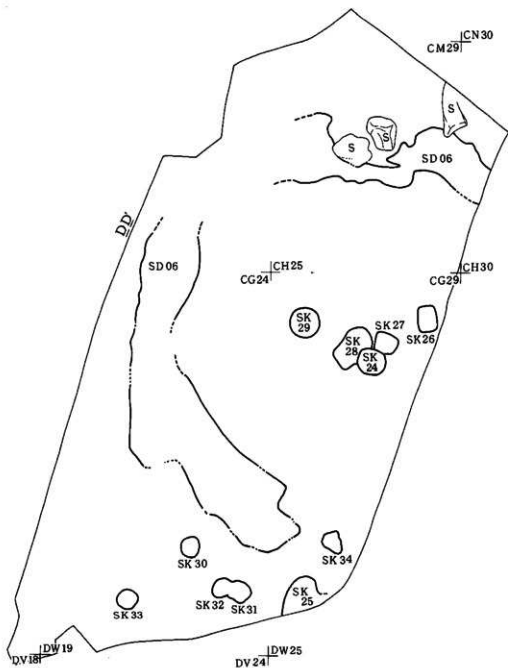 CN30
CM29
S
S
S
SD06
DD'
SD06
CH25
CG24
CH30
CG29
SK
29
SK27
SK
28
SK26
SK
24
SK30
SK34
SK33
SK32
SK31
SK
25
DW19
DV18
DW25
DV24